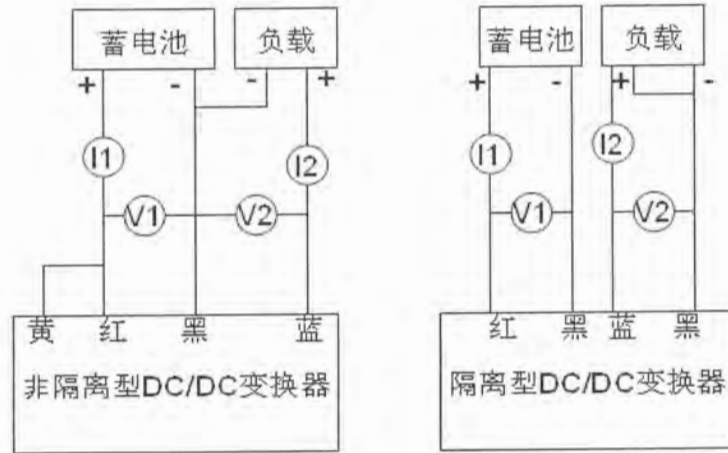 蓄电池 负载
+ - - +
I1 I2
V1 V2
黄 红 黑 蓝
非隔离型DC/DC变换器
蓄电池 负载
+ - + -
I1 I2
V1 V2
红 黑 蓝 黑
隔离型DC/DC变换器